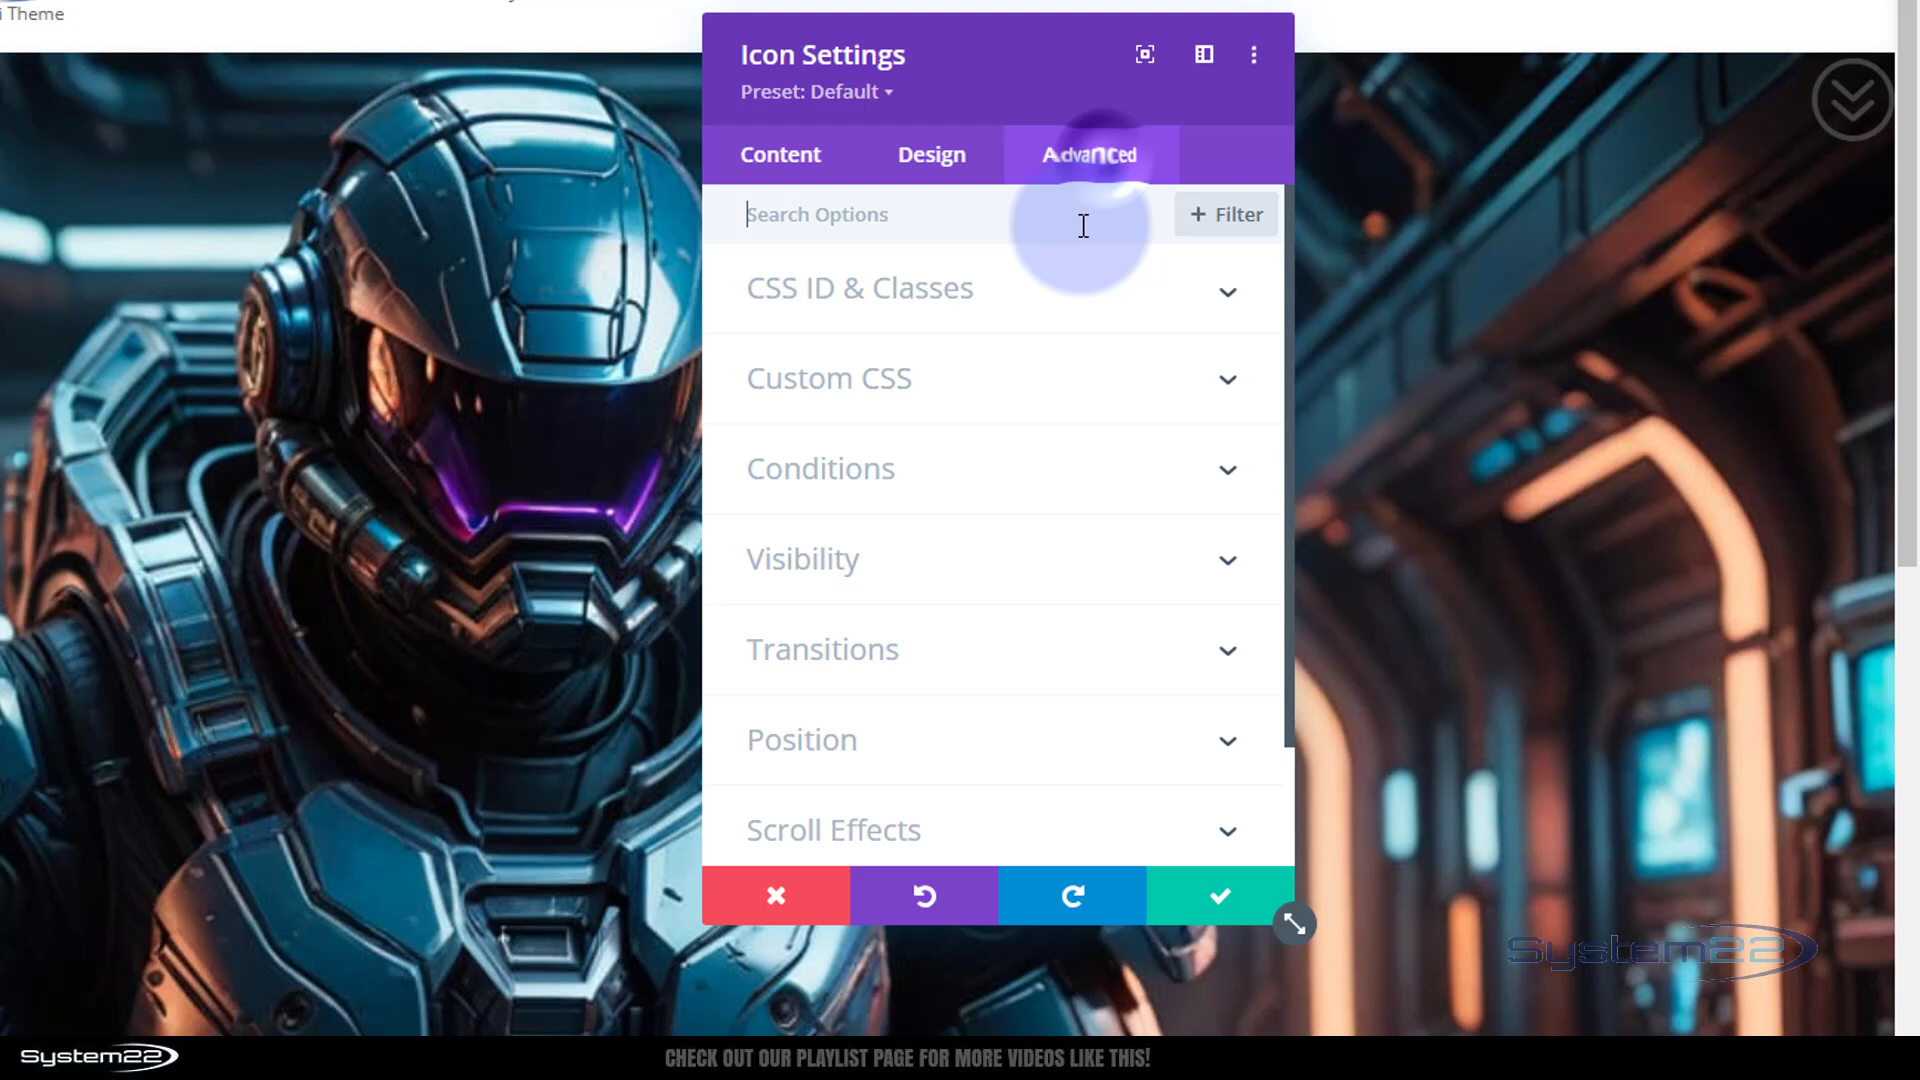 i Theme
Icon Settings
Preset: Default
Content
Design
Advanced
Search Options
+ Filter
CSS ID & Classes
Custom CSS
Conditions
Visibility
Transitions
Position
Scroll Effects
System22
System22
CHECK OUT OUR PLAYLIST PAGE FOR MORE VIDEOS LIKE THIS!